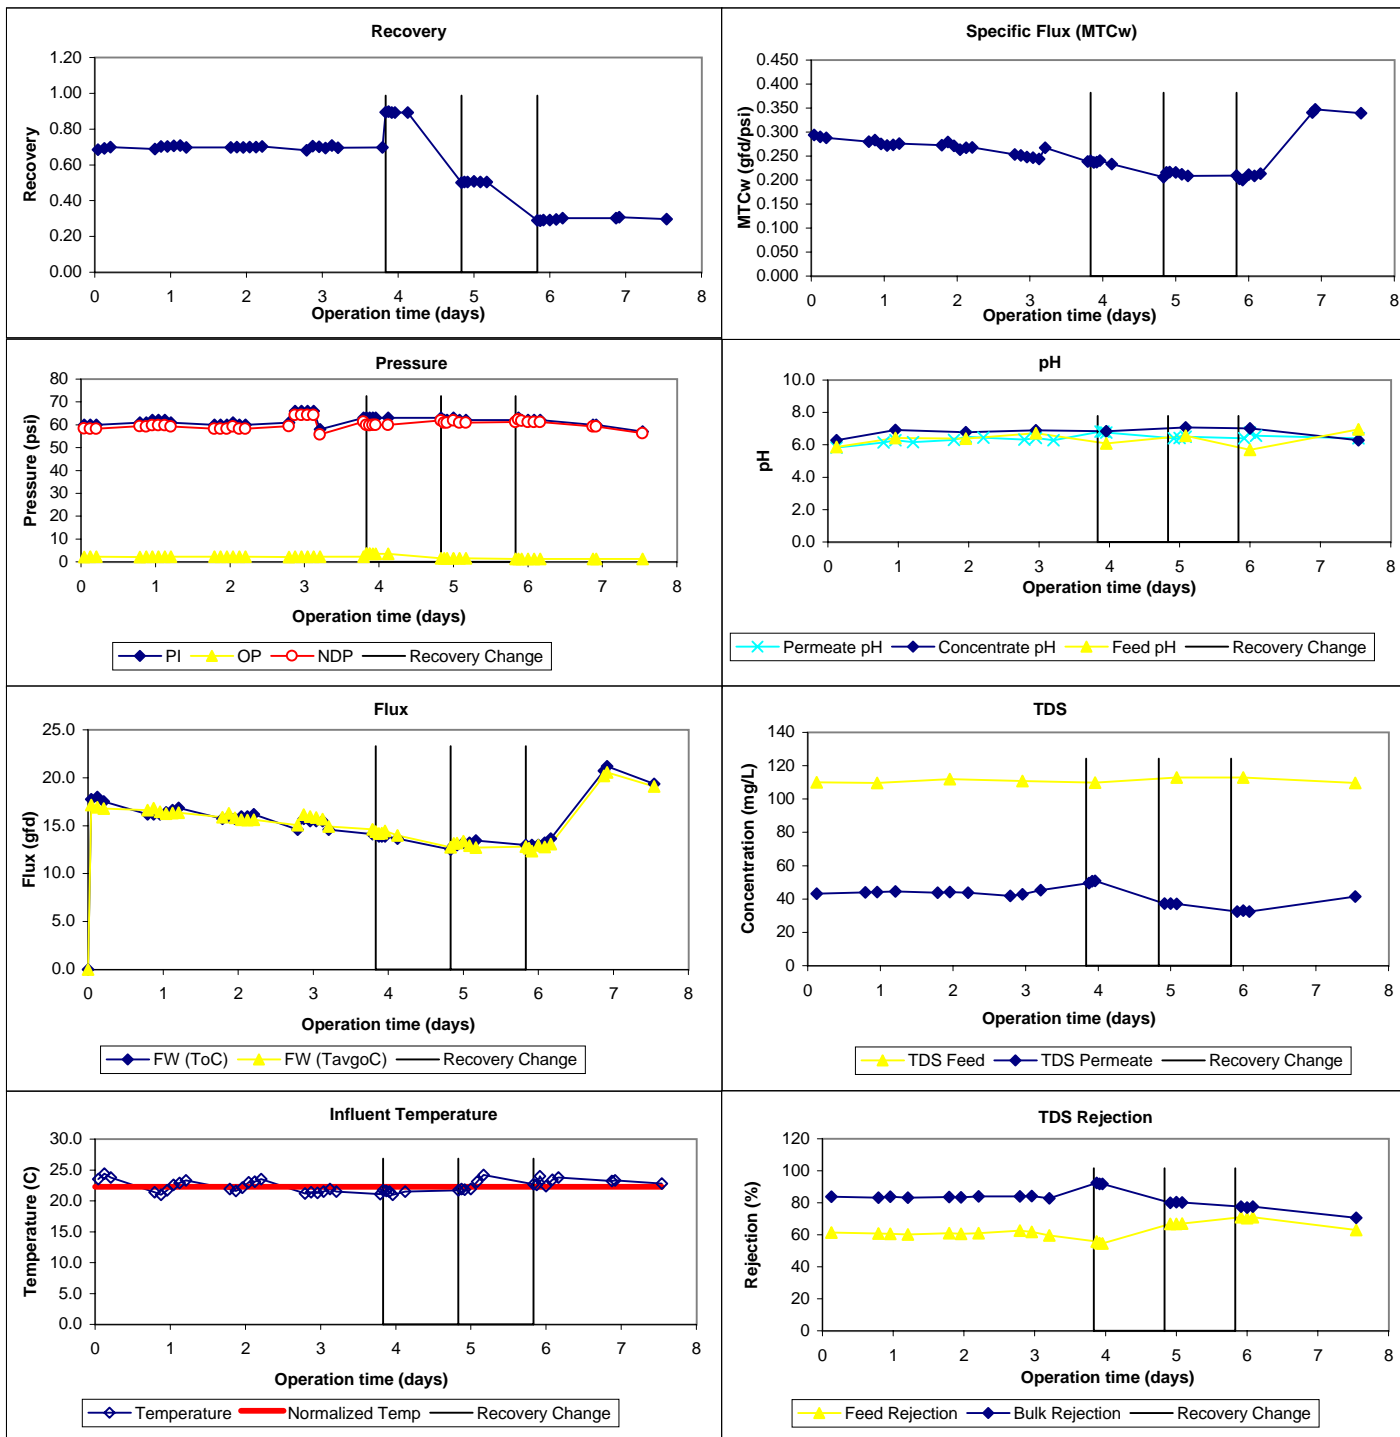 Recovery
1.20
1.00
0.80
0.60
0.40
0.20
0.00
Recovery
0 1 2 3 4 5 6 7 8
Operation time (days)
Specific Flux (MTCw)
0.450
0.400
0.350
0.300
0.250
0.200
0.150
0.100
0.050
0.000
MTCw (gfd/psi)
0 1 2 3 4 5 6 7 8
Operation time (days)
Pressure
80
70
60
50
40
30
20
10
0
Pressure (psi)
0 1 2 3 4 5 6 7 8
Operation time (days)
PI OP NDP Recovery Change
pH
10.0
8.0
6.0
4.0
2.0
0.0
pH
0 1 2 3 4 5 6 7 8
Operation time (days)
Permeate pH Concentrate pH Feed pH Recovery Change
Flux
25.0
20.0
15.0
10.0
5.0
0.0
Flux (gfd)
0 1 2 3 4 5 6 7 8
Operation time (days)
FW (ToC) FW (TavgoC) Recovery Change
TDS
140
120
100
80
60
40
20
0
Concentration (mg/L)
0 1 2 3 4 5 6 7 8
Operation time (days)
TDS Feed TDS Permeate Recovery Change
Influent Temperature
30.0
25.0
20.0
15.0
10.0
5.0
0.0
Temperature (C)
0 1 2 3 4 5 6 7 8
Operation time (days)
Temperature Normalized Temp Recovery Change
TDS Rejection
120
100
80
60
40
20
0
Rejection (%)
0 1 2 3 4 5 6 7 8
Operation time (days)
Feed Rejection Bulk Rejection Recovery Change